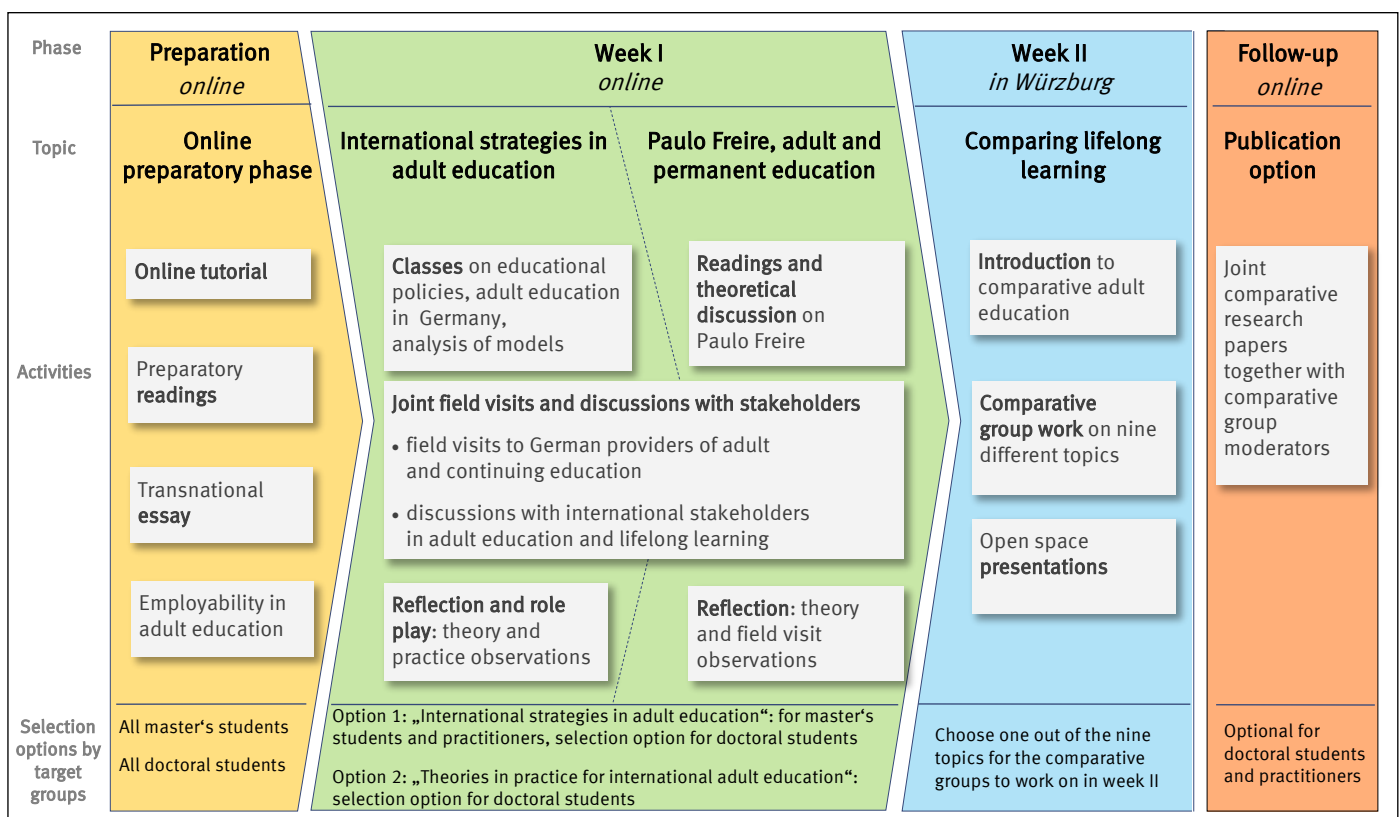 Phase
Preparation
online
Week I
online
Week II
in Würzburg
Follow-up
online
Topic
Online
preparatory phase
International strategies in
adult education
Paulo Freire, adult and
permanent education
Comparing lifelong
learning
Publication
option
Activities
Online tutorial
Preparatory
readings
Transnational
essay
Employability in
adult education
Classes on educational
policies, adult education
in Germany,
analysis of models
Readings and
theoretical
discussion on
Paulo Freire
Joint field visits and discussions with stakeholders
• field visits to German providers of adult
and continuing education
• discussions with international stakeholders
in adult education and lifelong learning
Reflection and role
play: theory and
practice observations
Reflection: theory
and field visit
observations
Introduction to
comparative adult
education
Comparative
group work on nine
different topics
Open space
presentations
Joint
comparative
research
papers
together with
comparative
group
moderators
Selection
options by
target
groups
All master‘s students
All doctoral students
Option 1: „International strategies in adult education“: for master‘s
students and practitioners, selection option for doctoral students
Option 2: „Theories in practice for international adult education“:
selection option for doctoral students
Choose one out of the nine
topics for the comparative
groups to work on in week II
Optional for
doctoral students
and practitioners